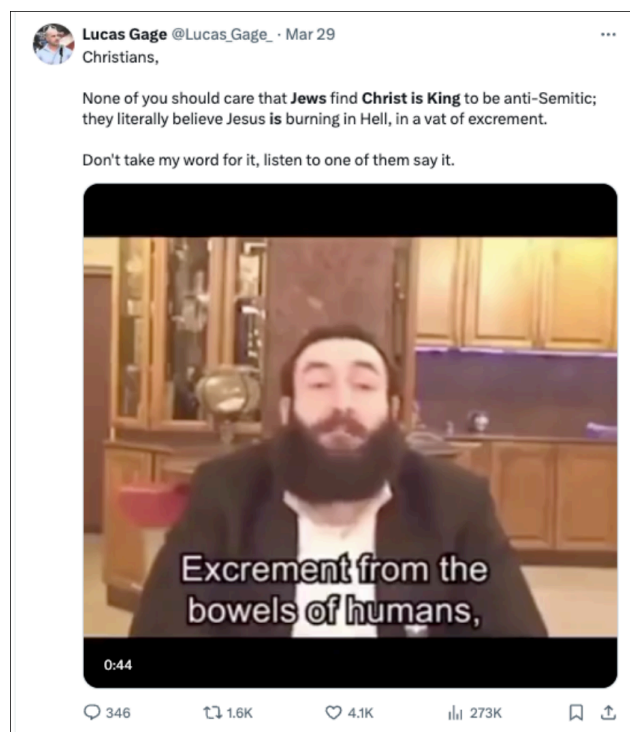 Lucas Gage @Lucas_Gage_ · Mar 29
Christians,
None of you should care that Jews find Christ is King to be anti-Semitic;
they literally believe Jesus is burning in Hell, in a vat of excrement.
Don't take my word for it, listen to one of them say it.
Excrement from the
bowels of humans,
0:44
346 1.6K 4.1K 273K